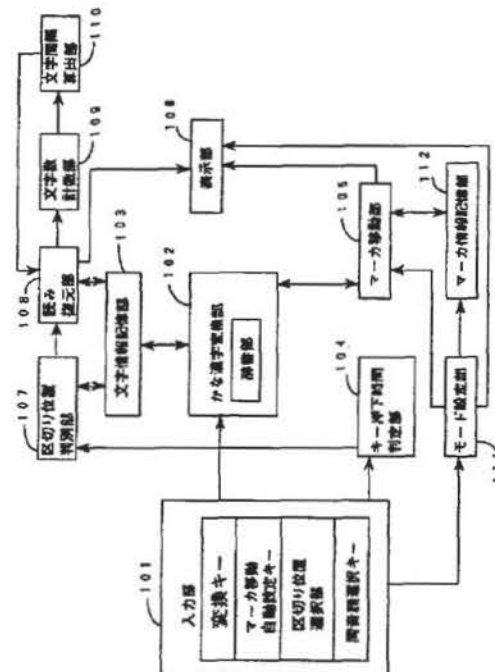 101
入力部
変換キー
マーカ移動
自動設定キー
区切り位置
選択部
同音語選択キー
107
区切り位置
判別部
108
読み
復元部
109
文字数
計数部
110
文字間隔
算出部
103
文字情報記憶部
102
かな漢字変換部
辞書部
106
表示部
104
キー押下時間
判定部
105
マーカ移動部
モード設定部
112
マーカ情報記憶部